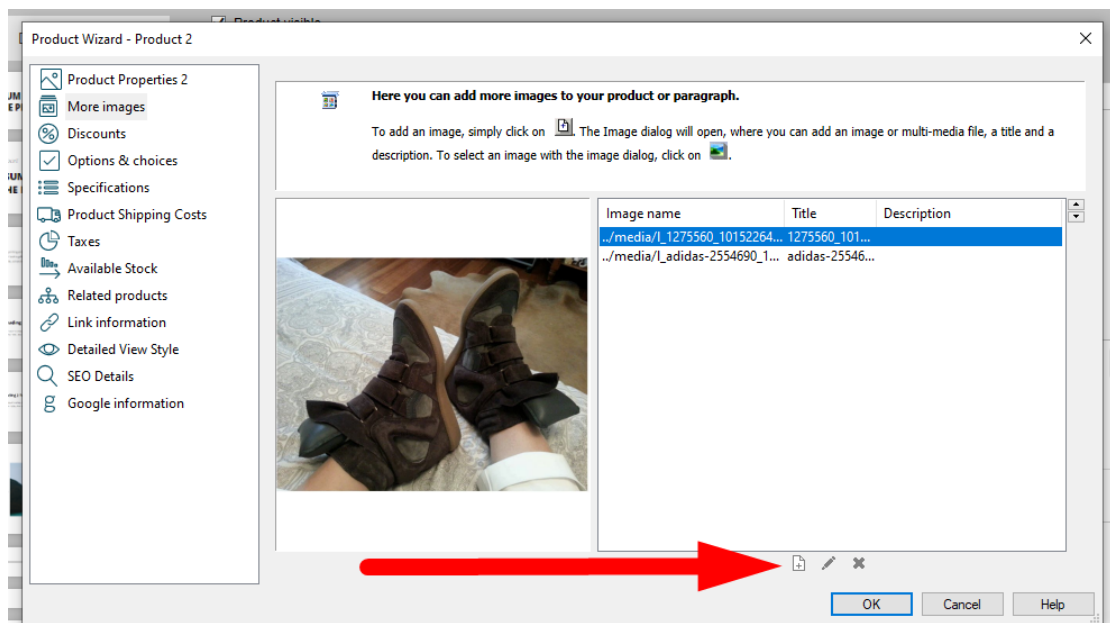 Product visible
Product Wizard - Product 2
Product Properties 2
More images
Discounts
Options & choices
Specifications
Product Shipping Costs
Taxes
Available Stock
Related products
Link information
Detailed View Style
SEO Details
Google information
Here you can add more images to your product or paragraph.
To add an image, simply click on . The Image dialog will open, where you can add an image or multi-media file, a title and a
description. To select an image with the image dialog, click on .
Image name Title Description
../media/l_1275560_10152264... 1275560_101...
../media/l_adidas-2554690_1... adidas-25546...
OK Cancel Help